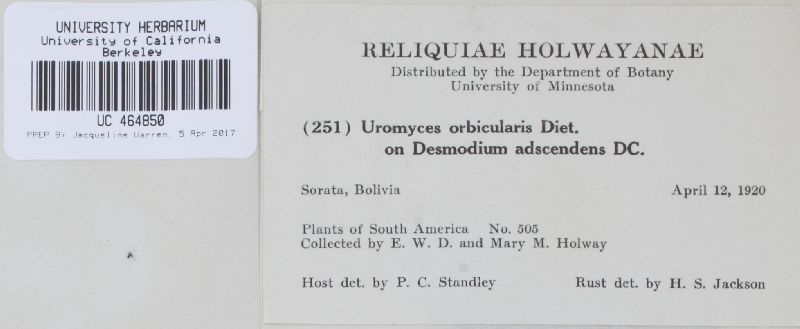 UNIVERSITY HERBARIUM
University of California
Berkeley
UC 464850
PREP BY Jacqueline Warren, 5 Apr 2017
RELIQUIAE HOLWAYANAE
Distributed by the Department of Botany
University of Minnesota
(251) Uromyces orbicularis Diet.
on Desmodium adscendens DC.
Sorata, Bolivia April 12, 1920
Plants of South America No. 505
Collected by E. W. D. and Mary M. Holway
Host det. by P. C. Standley Rust det. by H. S. Jackson